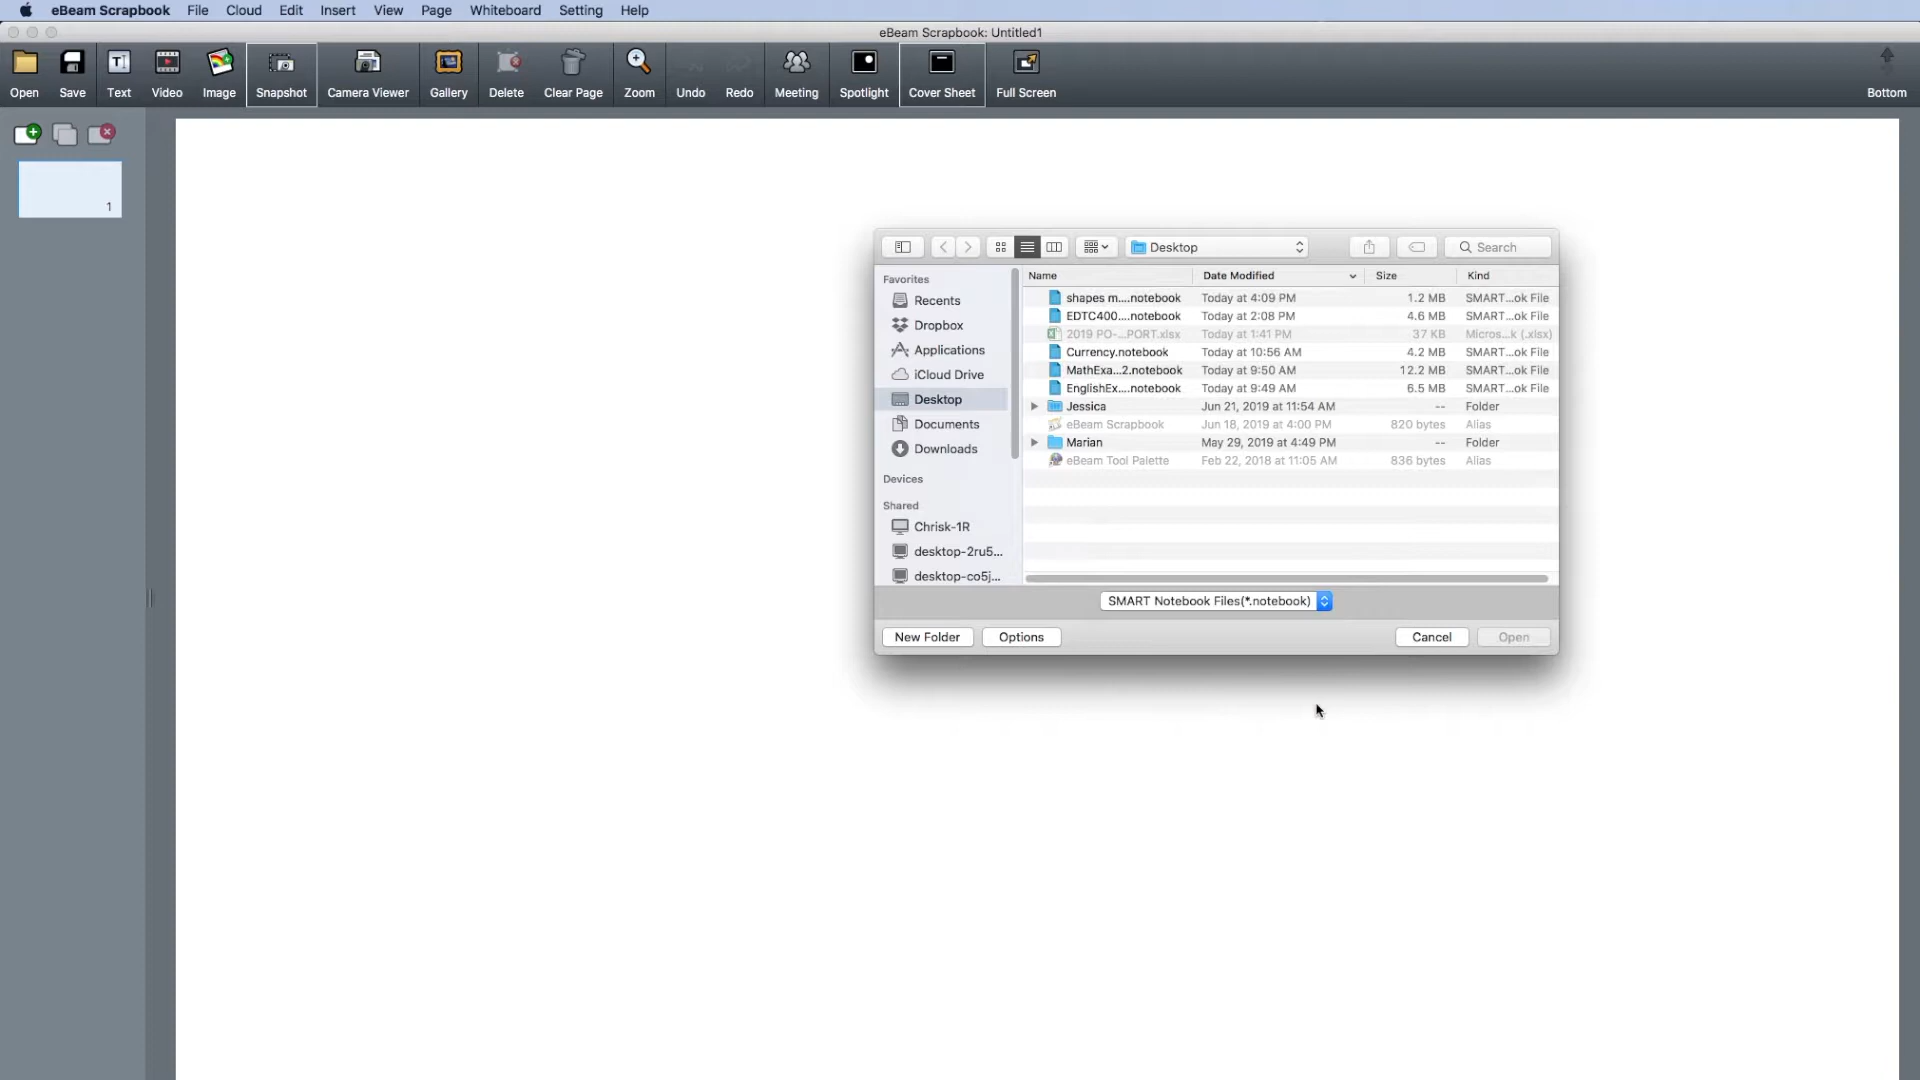 eBeam Scrapbook File Cloud Edit Insert View Page Whiteboard Setting Help
eBeam Scrapbook: Untitled1
Open Save Text Video Image Snapshot Camera Viewer Gallery Delete Clear Page Zoom Undo Redo Meeting Spotlight Cover Sheet Full Screen Bottom
1
Desktop Search
Favorites
Recents
Dropbox
Applications
iCloud Drive
Desktop
Documents
Downloads
Devices
Shared
Chrisk-1R
desktop-2ru5...
desktop-co5j...
Name Date Modified Size Kind
shapes m....notebook Today at 4:09 PM 1.2 MB SMART...ok File
EDTC400....notebook Today at 2:08 PM 4.6 MB SMART...ok File
2019 PO-...PORT.xlsx Today at 1:41 PM 37 KB Micros...k (.xlsx)
Currency.notebook Today at 10:56 AM 4.2 MB SMART...ok File
MathExa...2.notebook Today at 9:50 AM 12.2 MB SMART...ok File
EnglishEx....notebook Today at 9:49 AM 6.5 MB SMART...ok File
Jessica Jun 21, 2019 at 11:54 AM -- Folder
eBeam Scrapbook Jun 18, 2019 at 4:00 PM 820 bytes Alias
Marian May 29, 2019 at 4:49 PM -- Folder
eBeam Tool Palette Feb 22, 2018 at 11:05 AM 836 bytes Alias
SMART Notebook Files(*.notebook)
New Folder Options Cancel Open